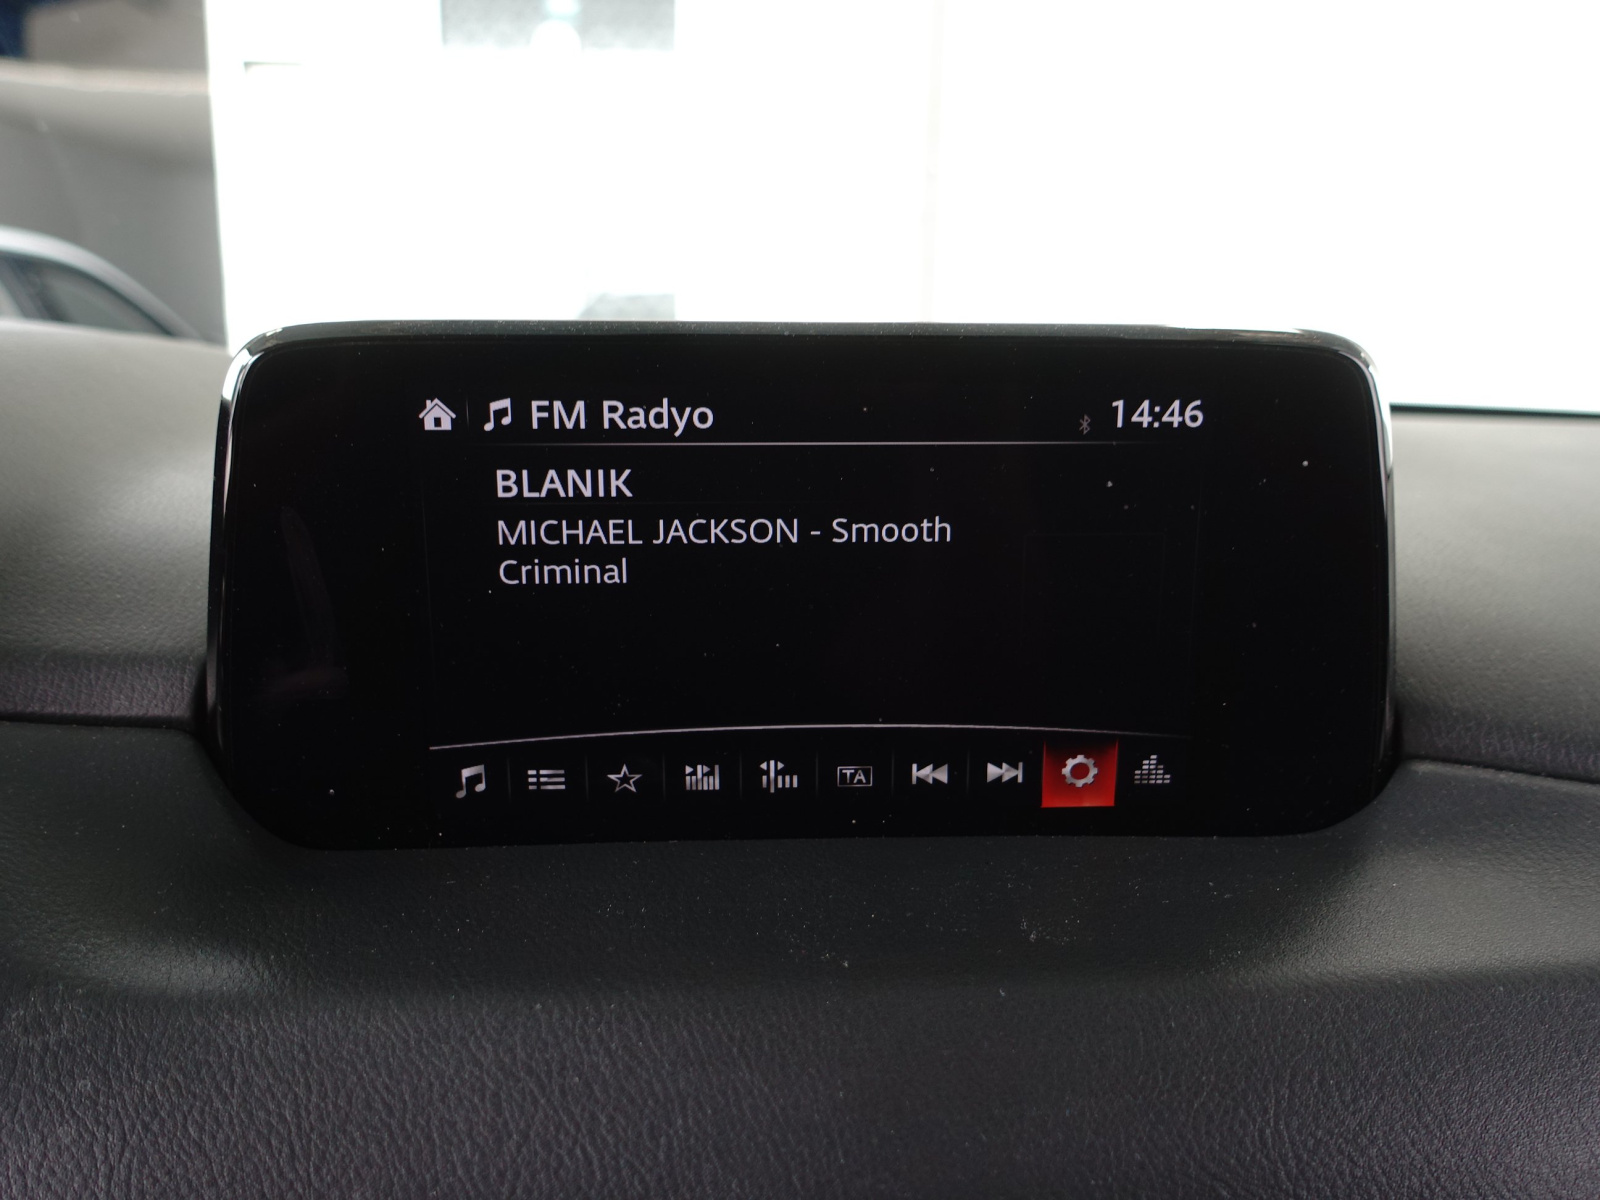 FM Radyo
14:46
BLANIK
MICHAEL JACKSON - Smooth
Criminal
TA